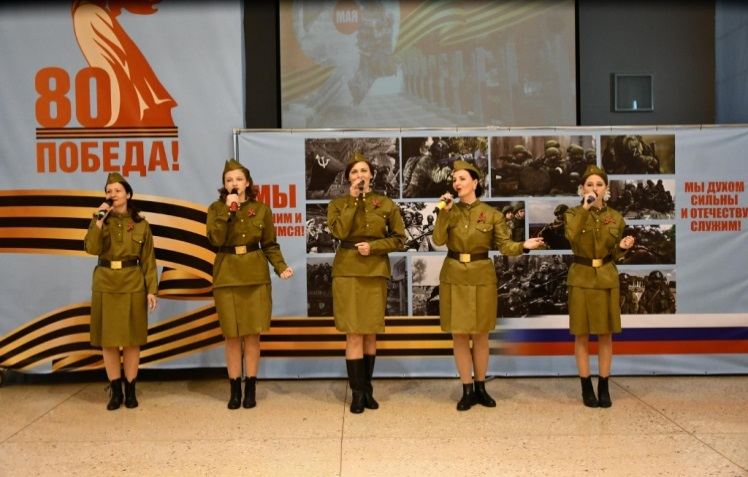 80
ПОБЕДА!
МАЯ
МЫ
МЫ ДУХОМ
СИЛЬНЫ
И ОТЕЧЕСТВУ
СЛУЖИМ!